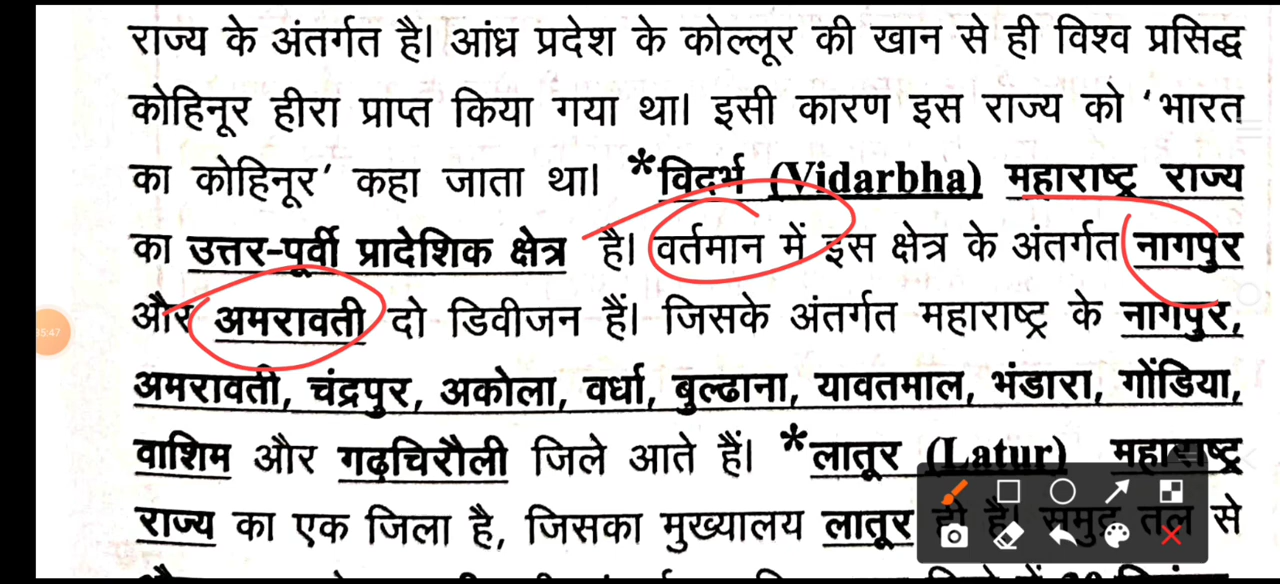 राज्य के अंतर्गत है। आंध्र प्रदेश के कोल्लूर की खान से ही विश्व प्रसिद्ध
कोहिनूर हीरा प्राप्त किया गया था। इसी कारण इस राज्य को ‘भारत
का कोहिनूर’ कहा जाता था। *विदर्भ (Vidarbha) महाराष्ट्र राज्य
का उत्तर-पूर्वी प्रादेशिक क्षेत्र है। वर्तमान में इस क्षेत्र के अंतर्गत नागपुर
और अमरावती दो डिवीजन हैं। जिसके अंतर्गत महाराष्ट्र के नागपुर,
अमरावती, चंद्रपुर, अकोला, वर्धा, बुल्ढाना, यावतमाल, भंडारा, गोंडिया,
वाशिम और गढ़चिरौली जिले आते हैं। *लातूर (Latur) महाराष्ट्र
राज्य का एक जिला है, जिसका मुख्यालय लातूर ही है। समुद्र तल से